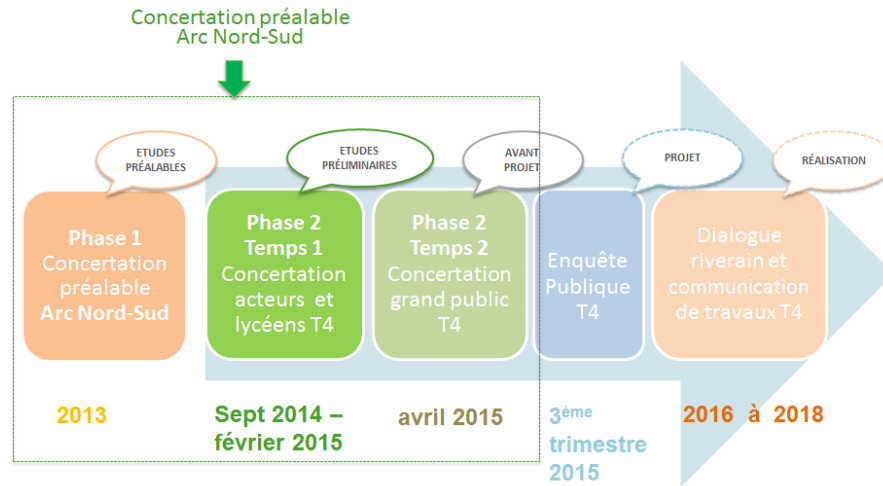 Concertation préalable
Arc Nord-Sud
ETUDES
PRÉALABLES
ETUDES
PRÉLIMINAIRES
AVANT
PROJET
PROJET
RÉALISATION
Phase 1
Concertation
préalable
Arc Nord-Sud
Phase 2
Temps 1
Concertation
acteurs et
lycéens T4
Phase 2
Temps 2
Concertation
grand public
T4
Enquête
Publique
T4
Dialogue
riverain et
communication
de travaux T4
2013
Sept 2014 –
février 2015
avril 2015
3ème
trimestre
2015
2016 à 2018